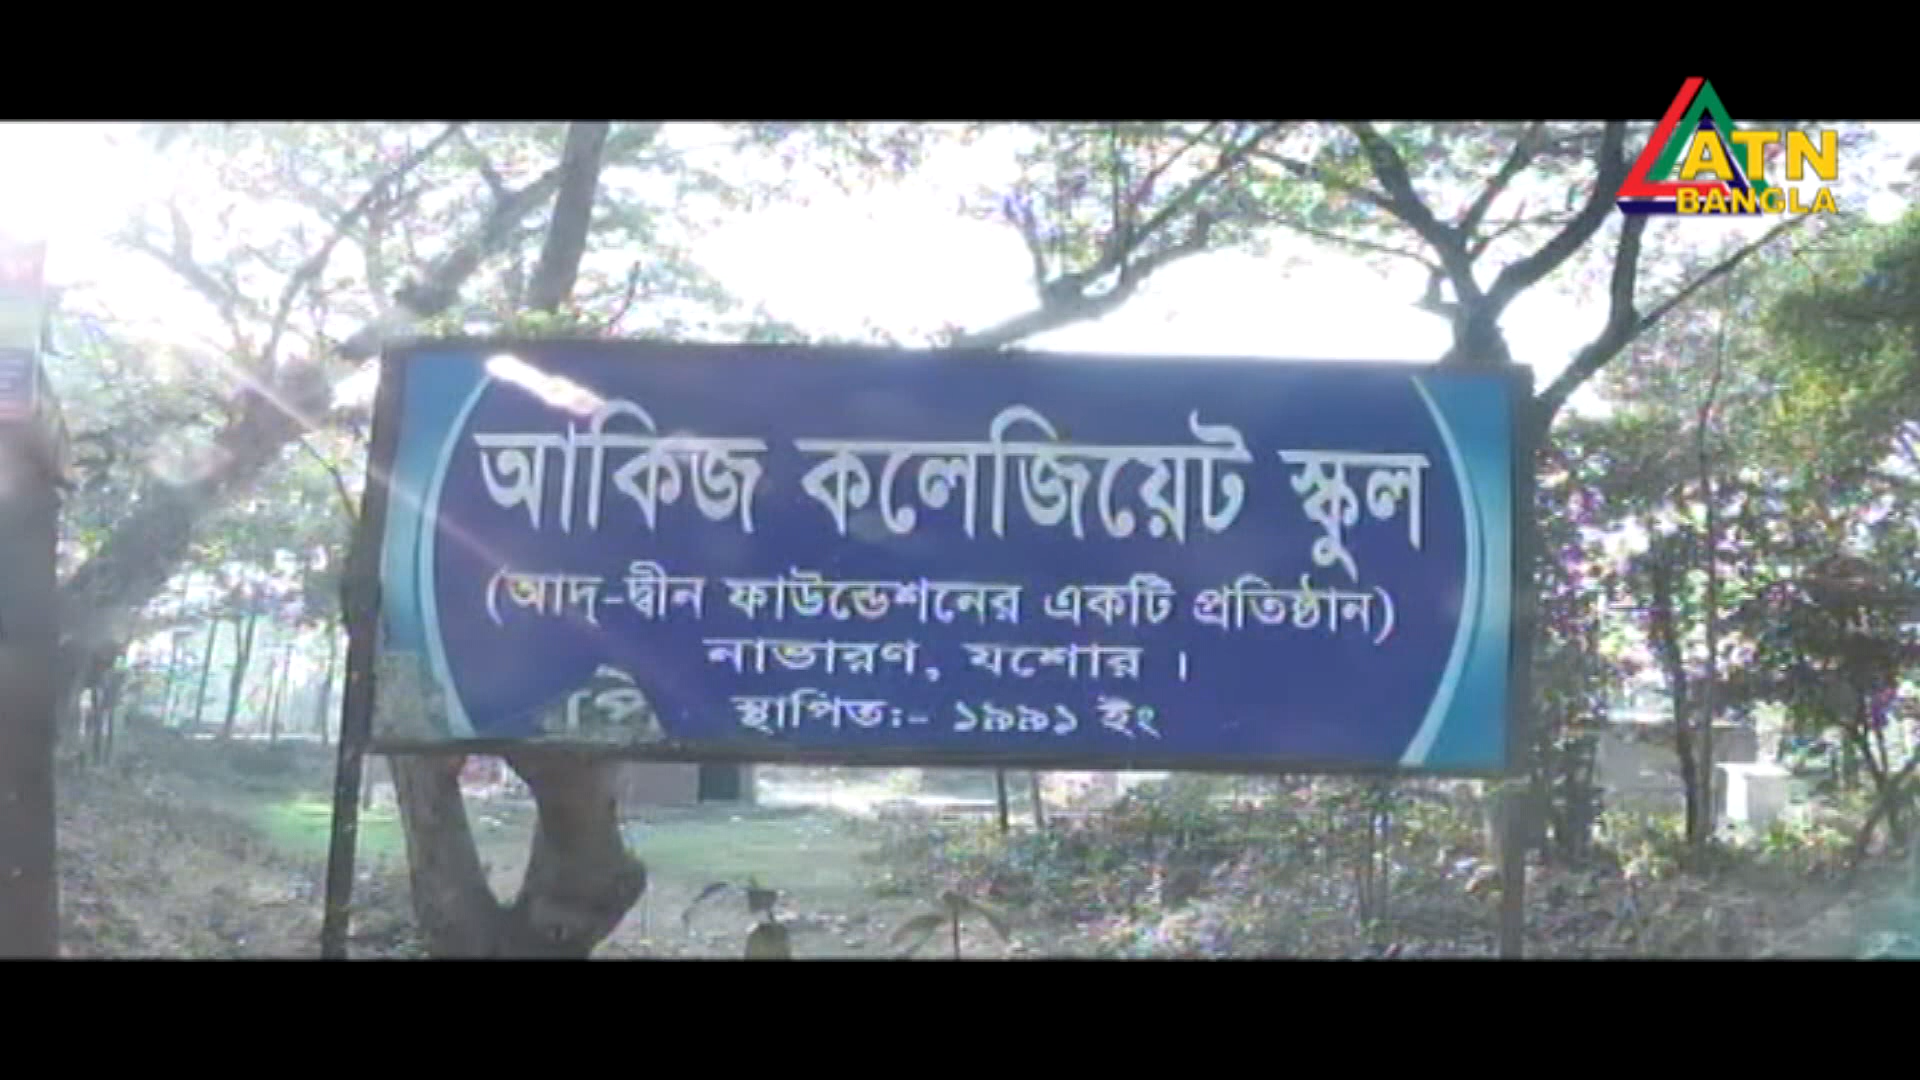 ATN
BANGLA
আকিজ কলেজিয়েট স্কুল
(আদ্-দ্বীন ফাউন্ডেশনের একটি প্রতিষ্ঠান)
নাভারণ, যশোর ।
স্থাপিত:- ১৯৯১ ইং